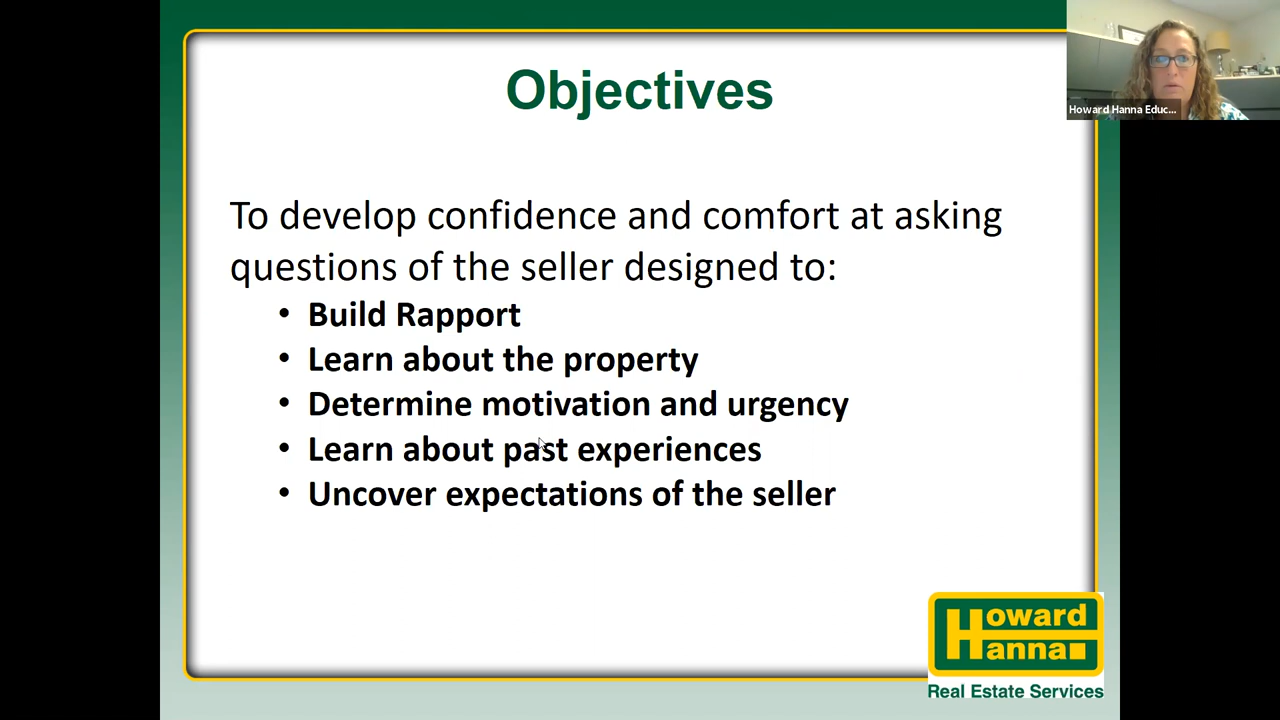 Objectives
Howard Hanna Educ...
To develop confidence and comfort at asking
questions of the seller designed to:
• Build Rapport
• Learn about the property
• Determine motivation and urgency
• Learn about past experiences
• Uncover expectations of the seller
Howard
Hanna
Real Estate Services